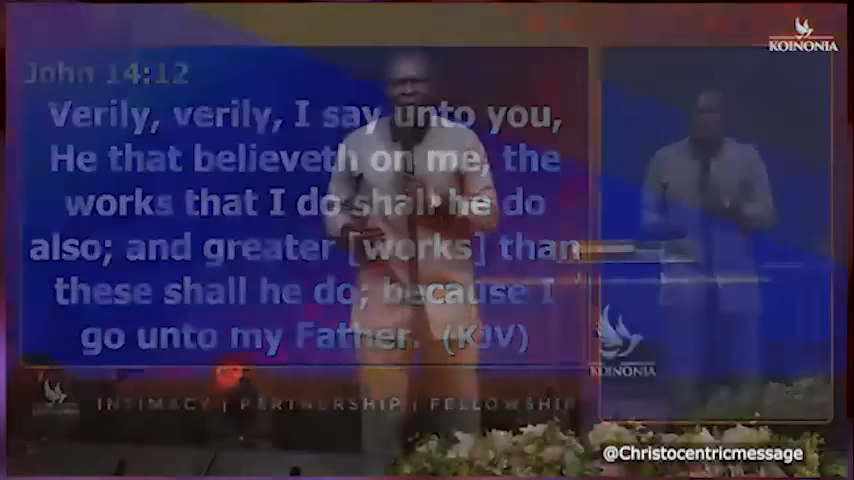 KOINONIA
John 14:12
Verily, verily, I say unto you,
He that believeth on me, the
works that I do shall he do
also; and greater [works] than
these shall he do; because I
go unto my Father. (KJV)
KOINONIA
INTIMACY | PARTNERSHIP | FELLOWSHIP
@Christocentricmessage